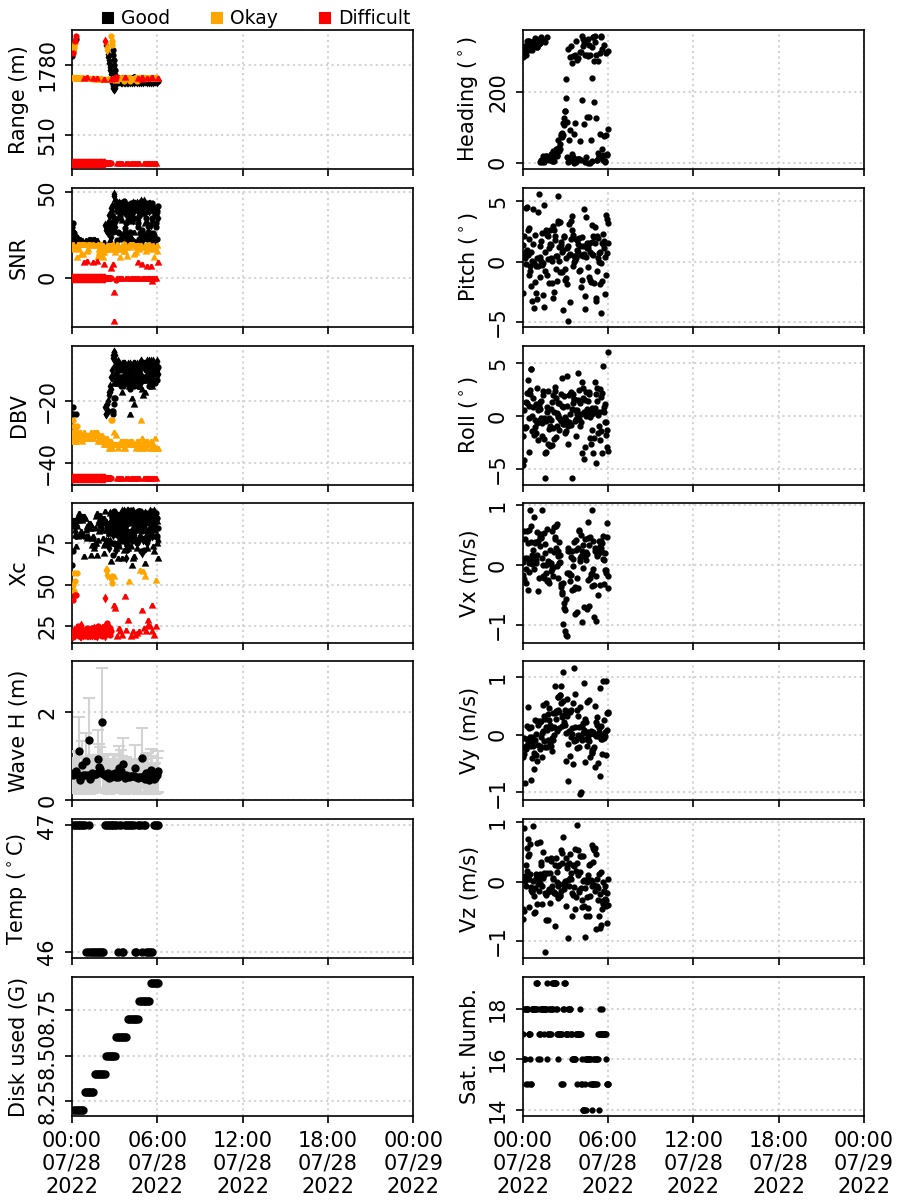 Good Okay Difficult
Range (m)
1780
510
Heading (°)
200
0
SNR
50
0
Pitch (°)
5
0
−5
DBV
−20
−40
Roll (°)
5
0
−5
Xc
75
50
25
Vx (m/s)
1
0
−1
Wave H (m)
2
0
Vy (m/s)
1
0
−1
Temp (°C)
47
46
Vz (m/s)
1
0
−1
Disk used (G)
8.75
8.50
8.25
Sat. Numb.
18
16
14
00:00 06:00 12:00 18:00 00:00
07/28 07/28 07/28 07/28 07/29
2022 2022 2022 2022 2022
00:00 06:00 12:00 18:00 00:00
07/28 07/28 07/28 07/28 07/29
2022 2022 2022 2022 2022